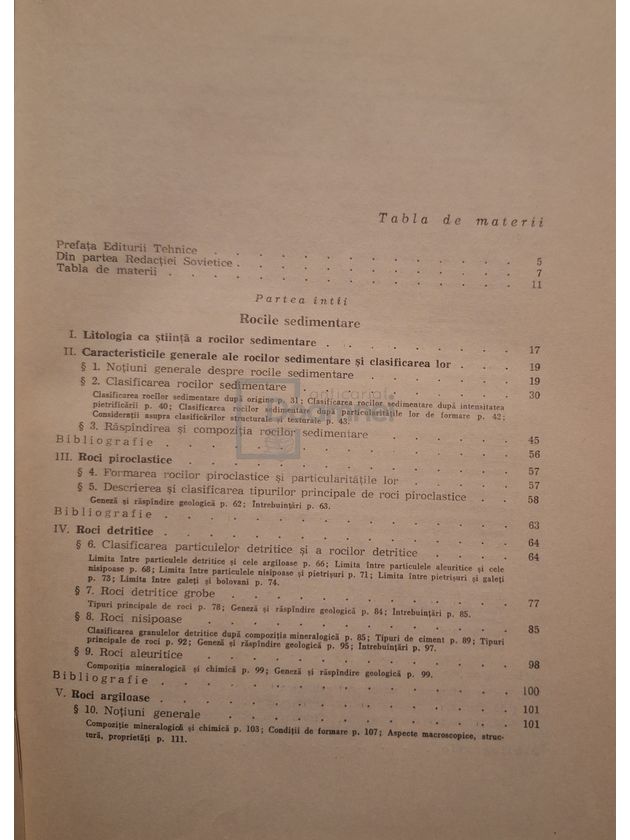 Tabla de materii
Prefața Editurii Tehnice . . . . . . . . . . . 5
Din partea Redacției Sovietice . . . . . . . . . . . 7
Tabla de materii . . . . . . . . . . . 11
Partea întîi
Rocile sedimentare
I. Litologia ca știință a rocilor sedimentare . . . . . . . 17
II. Caracteristicile generale ale rocilor sedimentare și clasificarea lor . . . 19
§ 1. Noțiuni generale despre rocile sedimentare . . . . . . 19
§ 2. Clasificarea rocilor sedimentare . . . . . . . . 30
Clasificarea rocilor sedimentare după origine p. 31; Clasificarea rocilor sedimentare după intensitatea
pietrificării p. 40; Clasificarea rocilor sedimentare după particularitățile lor de formare p. 42;
Considerații asupra clasificărilor structurale și texturale p. 43.
§ 3. Răspîndirea și compoziția rocilor sedimentare . . . . . . 45
Bibliografie . . . . . . . . . . . 56
III. Roci piroclastice . . . . . . . . . . . 57
§ 4. Formarea rocilor piroclastice și particularitățile lor . . . . . 57
§ 5. Descrierea și clasificarea tipurilor principale de roci piroclastice . . 58
Geneză și răspîndire geologică p. 62; Intrebuințări p. 63.
Bibliografie . . . . . . . . . . . 63
IV. Roci detritice . . . . . . . . . . . 64
§ 6. Clasificarea particulelor detritice și a rocilor detritice . . . . 64
Limita între particulele detritice și cele argiloase p. 66; Limita între particulele aleuritice și cele
nisipoase p. 68; Limita între particulele nisipoase și pietrișuri p. 71; Limita între pietrișuri și galeți
p. 73; Limita între galeți și bolovani p. 74.
§ 7. Roci detritice grobe . . . . . . . . . . 77
Tipuri principale de roci p. 78; Geneză și răspîndire geologică p. 84; Intrebuințări p. 85.
§ 8. Roci nisipoase . . . . . . . . . . . 85
Clasificarea granulelor detritice după compoziția mineralogică p. 85; Tipuri de ciment p. 89; Tipuri
principale de roci p. 92; Geneză și răspîndire geologică p. 95; Intrebuințări p. 97.
§ 9. Roci aleuritice . . . . . . . . . . . 98
Compoziția mineralogică și chimică p. 99; Geneză și răspîndire geologică p. 99.
Bibliografie . . . . . . . . . . . 100
V. Roci argiloase . . . . . . . . . . . 101
§ 10. Noțiuni generale . . . . . . . . . . . 101
Compoziție mineralogică și chimică p. 103; Condiții de formare p. 107; Aspecte macroscopice, struc-
tură, proprietăți p. 111.